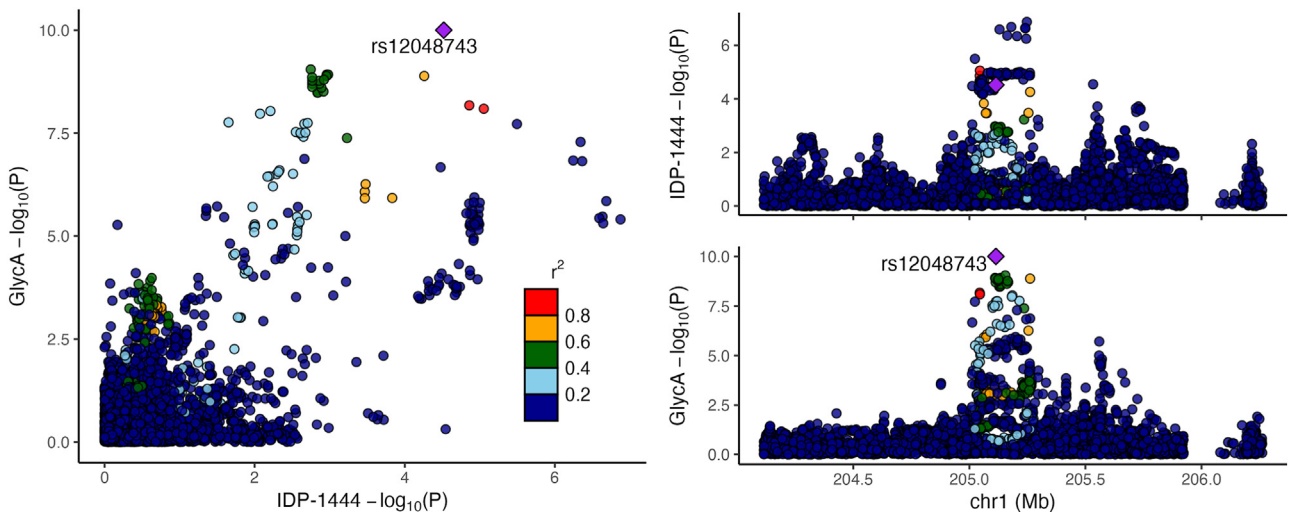 GlycA −log10(P)
10.0
7.5
5.0
2.5
0.0
rs12048743
r2
0.8
0.6
0.4
0.2
0 2 4 6
IDP-1444 −log10(P)
IDP-1444 −log10(P)
6
4
2
0
GlycA −log10(P)
10.0
7.5
5.0
2.5
0.0
rs12048743
204.5 205.0 205.5 206.0
chr1 (Mb)